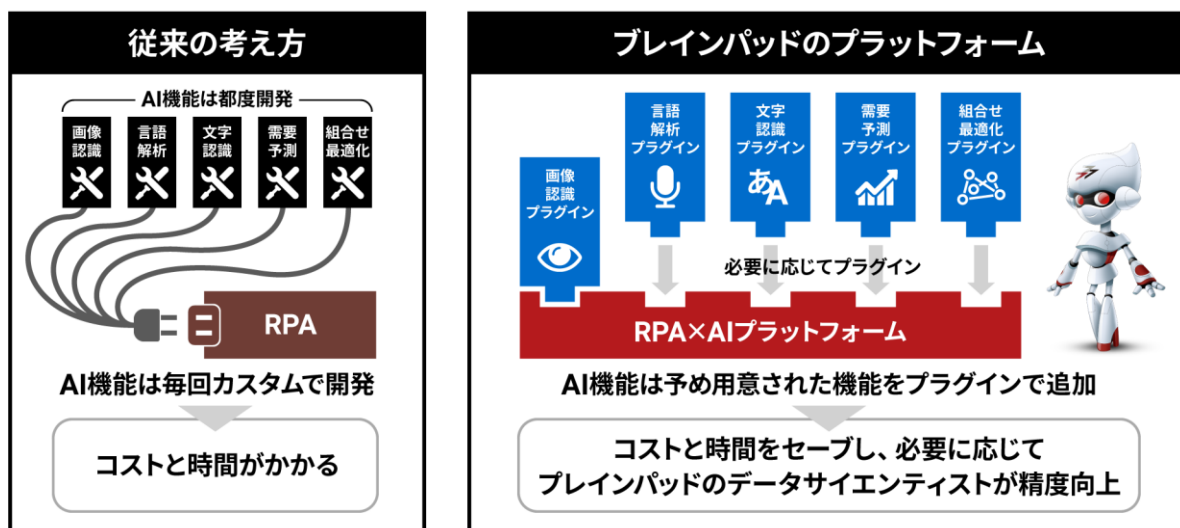 従来の考え方
AI機能は都度開発
画像
認識
言語
解析
文字
認識
需要
予測
組合せ
最適化
RPA
AI機能は毎回カスタムで開発
コストと時間がかかる
ブレインパッドのプラットフォーム
画像
認識
プラグイン
言語
解析
プラグイン
文字
認識
プラグイン
あA
需要
予測
プラグイン
組合せ
最適化
プラグイン
必要に応じてプラグイン
RPA×AIプラットフォーム
AI機能は予め用意された機能をプラグインで追加
コストと時間をセーブし、必要に応じて
ブレインパッドのデータサイエンティストが精度向上